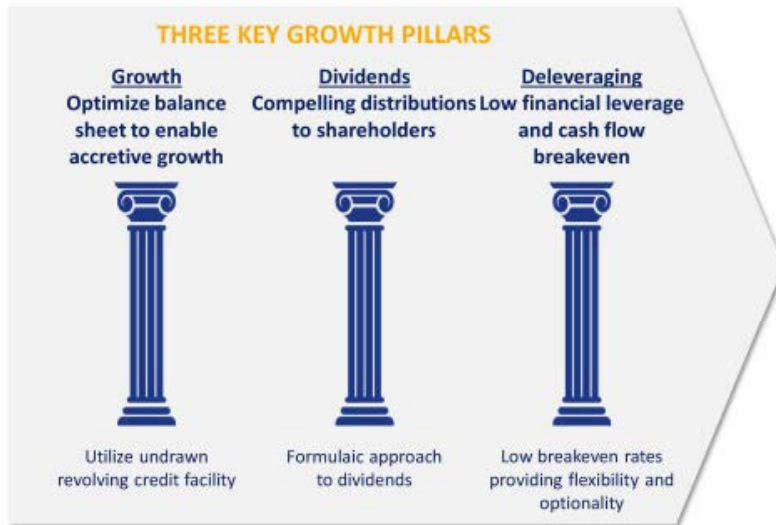 THREE KEY GROWTH PILLARS
Growth
Optimize balance
sheet to enable
accretive growth
Dividends
Compelling distributions
to shareholders
Deleveraging
Low financial leverage
and cash flow
breakeven
Utilize undrawn
revolving credit facility
Formulaic approach
to dividends
Low breakeven rates
providing flexibility and
optionality